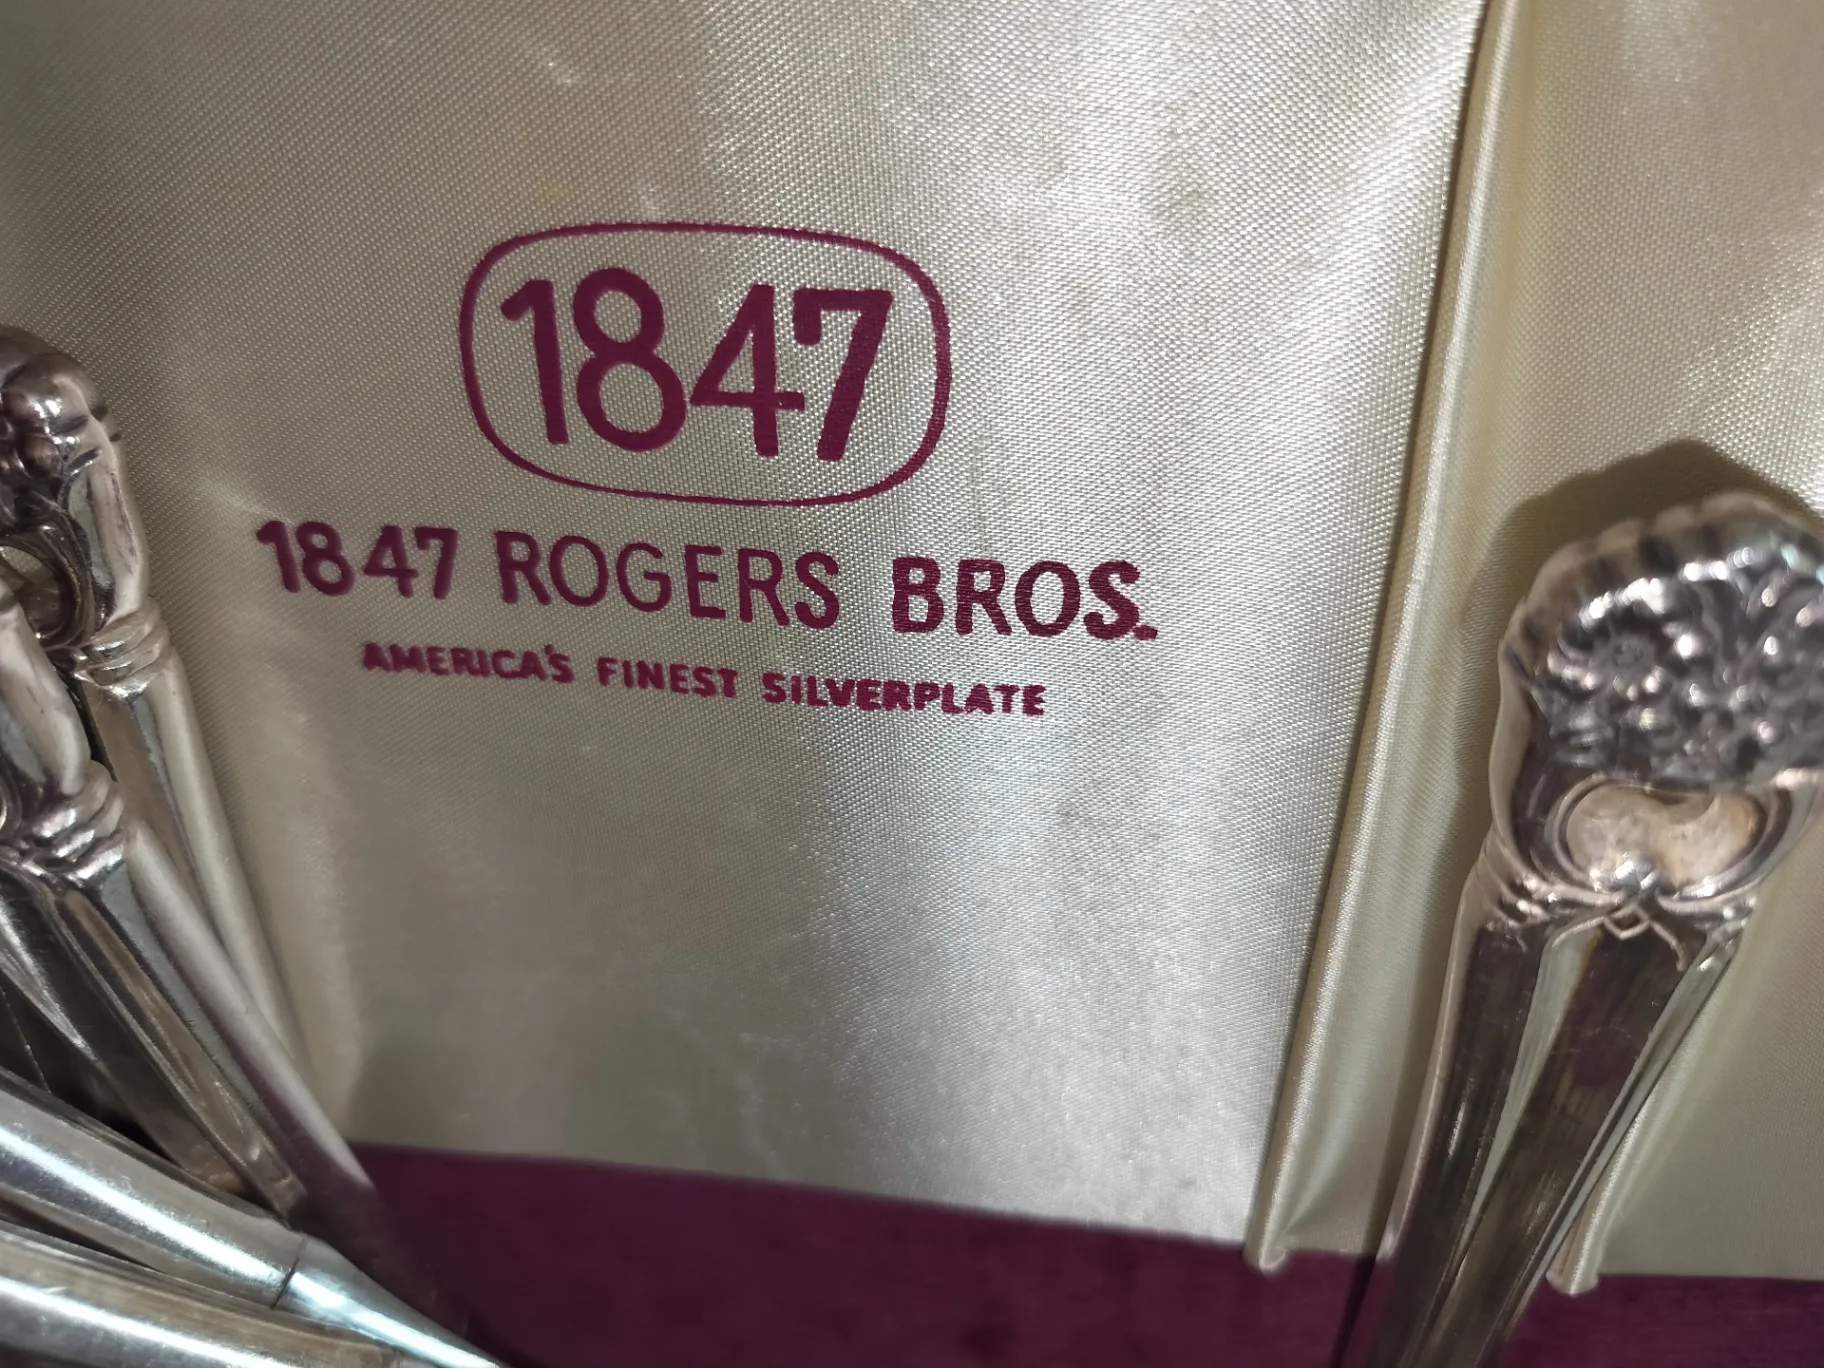 1847
1847 ROGERS BROS.
AMERICA'S FINEST SILVERPLATE